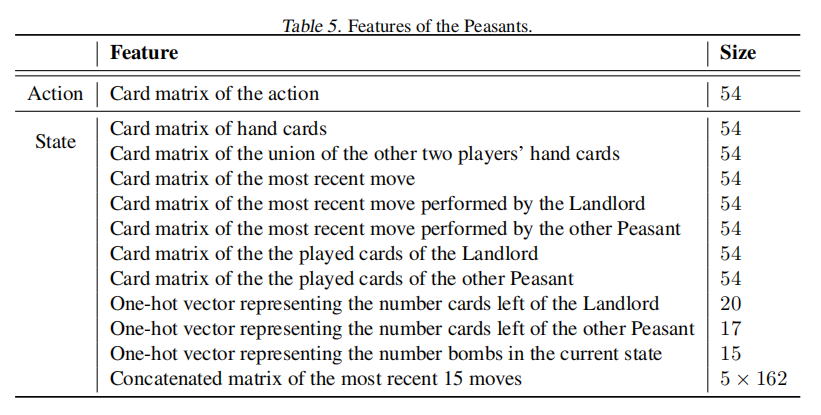 Table 5. Features of the Peasants.
Feature Size
Action Card matrix of the action 54
State Card matrix of hand cards 54
Card matrix of the union of the other two players' hand cards 54
Card matrix of the most recent move 54
Card matrix of the most recent move performed by the Landlord 54
Card matrix of the most recent move performed by the other Peasant 54
Card matrix of the the played cards of the Landlord 54
Card matrix of the the played cards of the other Peasant 54
One-hot vector representing the number cards left of the Landlord 20
One-hot vector representing the number cards left of the other Peasant 17
One-hot vector representing the number bombs in the current state 15
Concatenated matrix of the most recent 15 moves 5 × 162